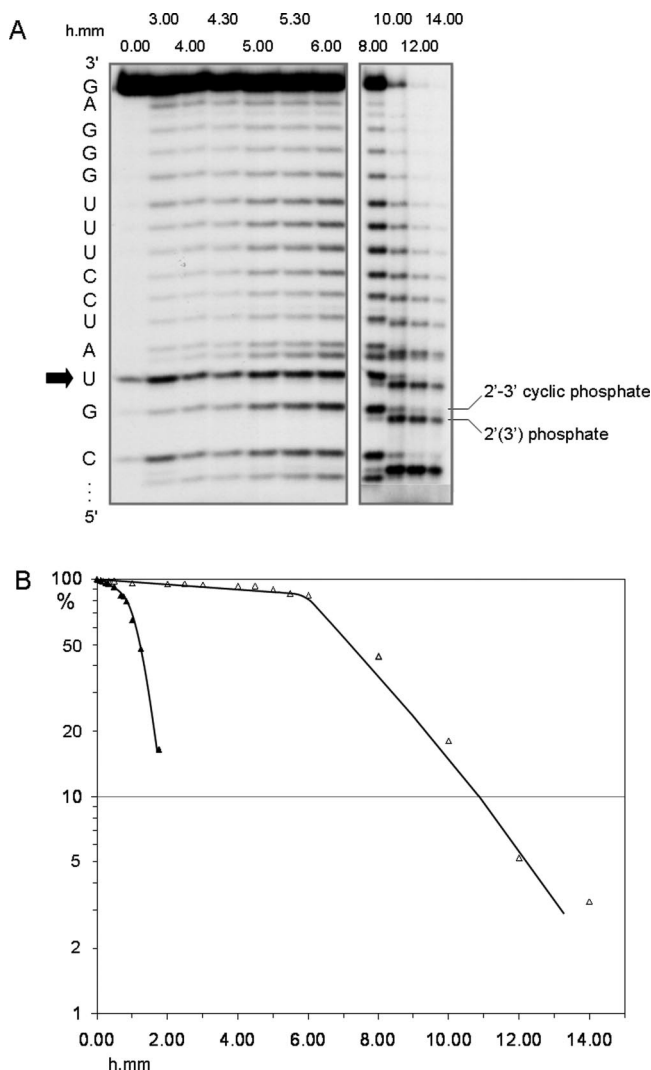 A
3.00 4.30 5.30 10.00 14.00
h.mm
0.00 4.00 5.00 6.00 8.00 12.00
3'
G
A
G
G
G
U
U
U
C
C
U
A
U
G
C
5'
2'-3' cyclic phosphate
2'(3') phosphate
B
100
%
50
20
10
5
2
1
0.00 2.00 4.00 6.00 8.00 10.00 12.00 14.00
h.mm